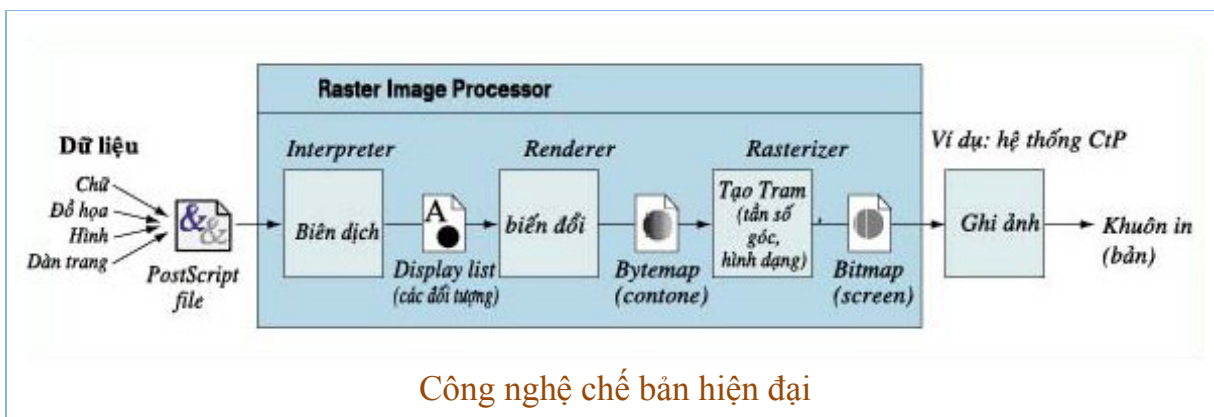 Raster Image Processor
Dữ liệu
Chữ
Đồ họa
Hình
Dàn trang
PostScript
file
Interpreter
Biên dịch
Display list
(các đối tượng)
Renderer
biến đổi
Bytemap
(contone)
Rasterizer
Tạo Tram
(tần số
góc,
hình dạng)
Bitmap
(screen)
Ví dụ: hệ thống CtP
Ghi ảnh
Khuôn in
(bản)
&&
A
Công nghệ chế bản hiện đại